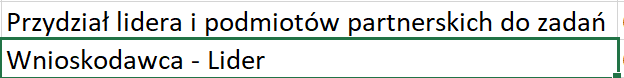 Przydział lidera i podmiotów partnerskich do zadań
Wnioskodawca - Lider